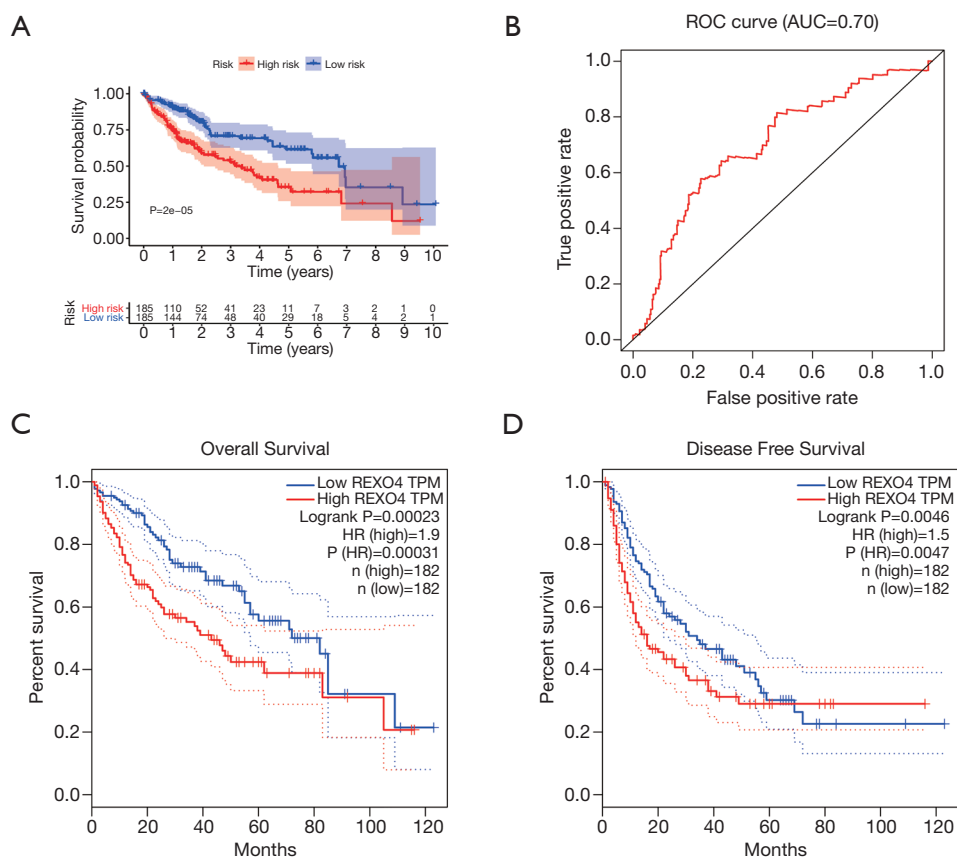 A
Risk High risk Low risk
Survival probability
1.00
0.75
0.50
0.25
0.00
P=2e−05
0 1 2 3 4 5 6 7 8 9 10
Time (years)
Risk
High risk 185 110 52 41 23 11 7 3 2 1 0
Low risk 185 144 74 48 40 29 18 5 4 2 1
0 1 2 3 4 5 6 7 8 9 10
Time (years)
B
ROC curve (AUC=0.70)
True positive rate
1.0
0.8
0.6
0.4
0.2
0.0
0.0 0.2 0.4 0.6 0.8 1.0
False positive rate
C
Overall Survival
Percent survival
1.0
0.8
0.6
0.4
0.2
0.0
Low REXO4 TPM
High REXO4 TPM
Logrank P=0.00023
HR (high)=1.9
P (HR)=0.00031
n (high)=182
n (low)=182
0 20 40 60 80 100 120
Months
D
Disease Free Survival
Percent survival
1.0
0.8
0.6
0.4
0.2
0.0
Low REXO4 TPM
High REXO4 TPM
Logrank P=0.0046
HR (high)=1.5
P (HR)=0.0047
n (high)=182
n (low)=182
0 20 40 60 80 100 120
Months